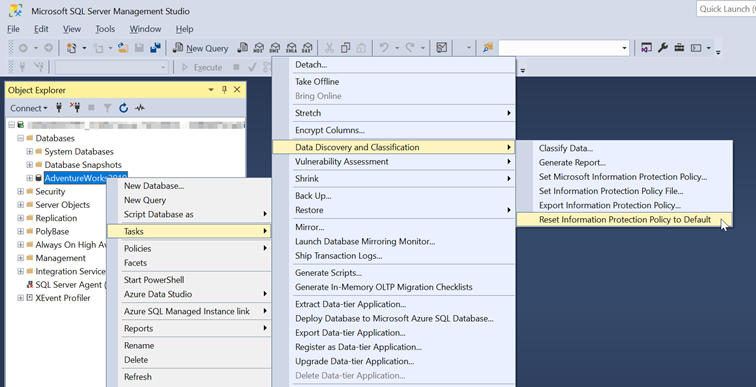 Microsoft SQL Server Management Studio
Quick Launch (
File Edit View Tools Window Help
New Query
MDX DMX XMLA DAX
Execute
Object Explorer
Connect
Databases
System Databases
Database Snapshots
Security
Server Objects
Replication
PolyBase
Always On High Av
Management
Integration Service
SQL Server Agent (
XEvent Profiler
New Database...
New Query
Script Database as
Tasks
Policies
Facets
Start PowerShell
Azure Data Studio
Azure SQL Managed Instance link
Reports
Rename
Delete
Refresh
Detach...
Take Offline
Bring Online
Stretch
Encrypt Columns...
Data Discovery and Classification
Vulnerability Assessment
Shrink
Back Up...
Restore
Mirror...
Launch Database Mirroring Monitor...
Ship Transaction Logs...
Generate Scripts...
Generate In-Memory OLTP Migration Checklists
Extract Data-tier Application...
Deploy Database to Microsoft Azure SQL Database...
Export Data-tier Application...
Register as Data-tier Application...
Upgrade Data-tier Application...
Delete Data-tier Application...
Classify Data...
Generate Report...
Set Microsoft Information Protection Policy...
Set Information Protection Policy File...
Export Information Protection Policy...
Reset Information Protection Policy to Default